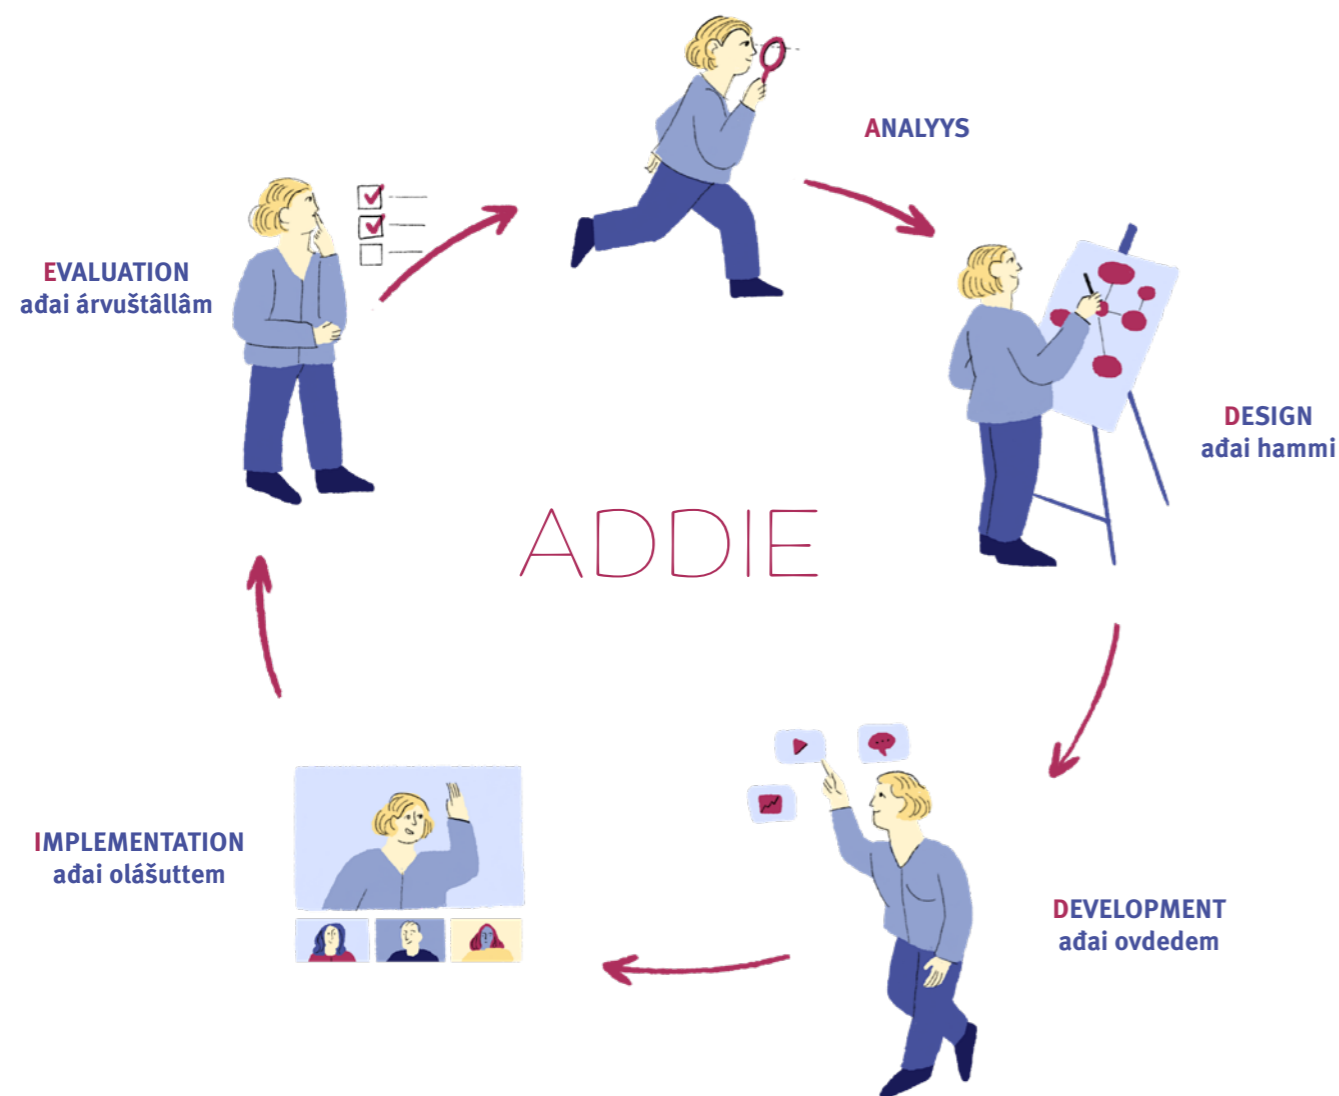 ANALYYS
EVALUATION
ađai árvuštâllâm
DESIGN
ađai hammi
ADDIE
IMPLEMENTATION
ađai olášuttem
DEVELOPMENT
ađai ovdedem